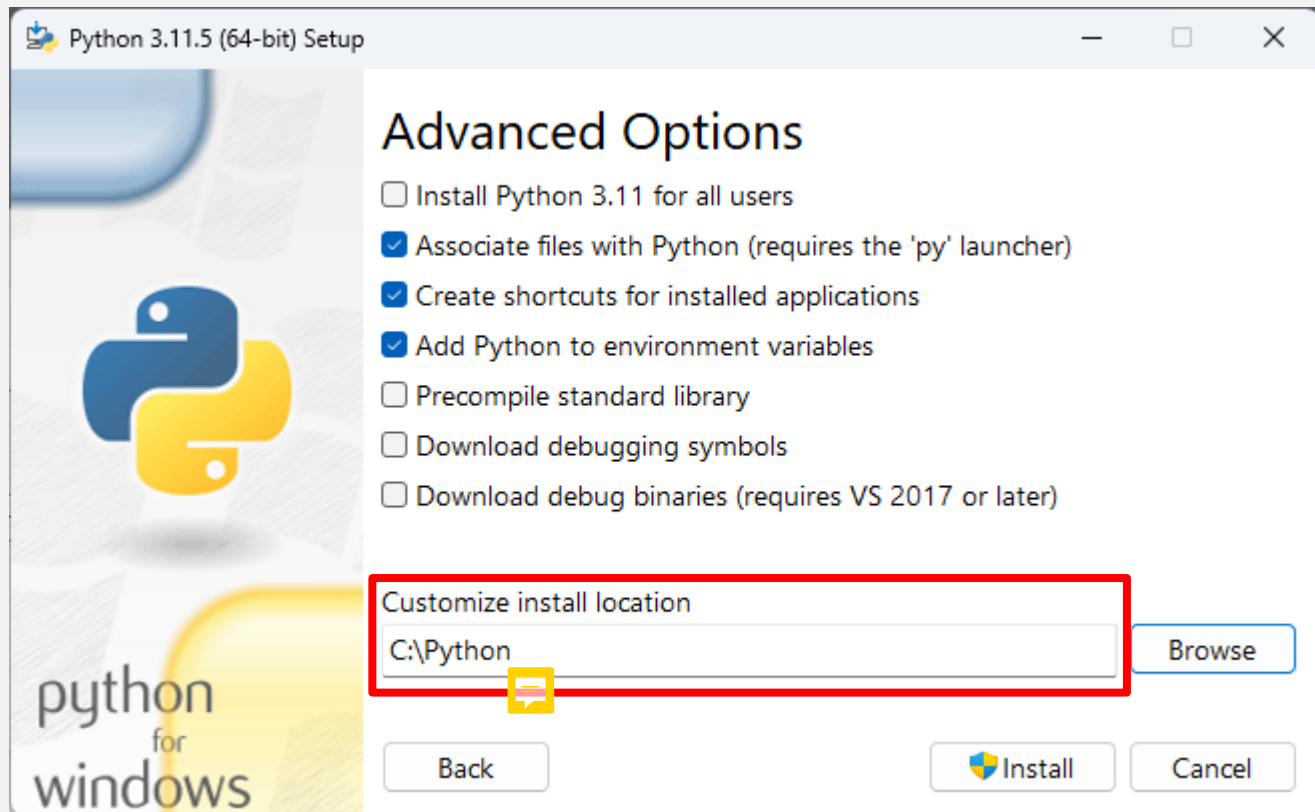 Python 3.11.5 (64-bit) Setup
Advanced Options
Install Python 3.11 for all users
Associate files with Python (requires the 'py' launcher)
Create shortcuts for installed applications
Add Python to environment variables
Precompile standard library
Download debugging symbols
Download debug binaries (requires VS 2017 or later)
Customize install location
C:\Python
Browse
python
for
windows
Back
Install
Cancel